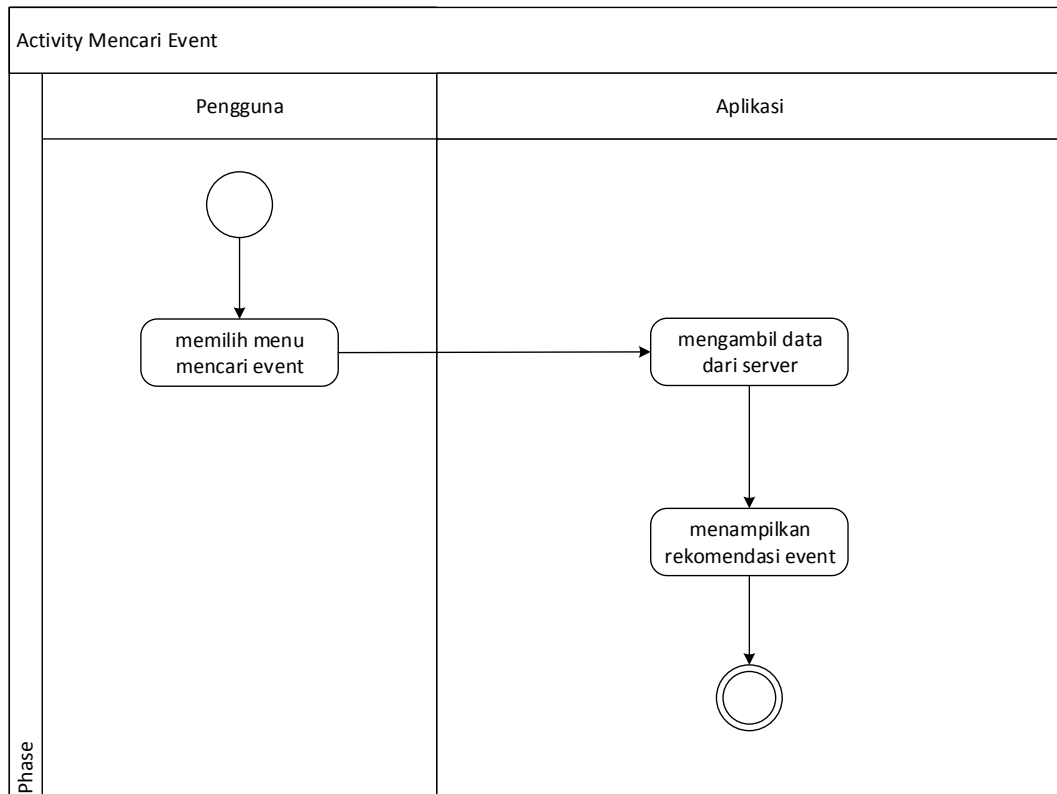 Activity Mencari Event
Pengguna
Aplikasi
memilih menu
mencari event
mengambil data
dari server
menampilkan
rekomendasi event
Phase